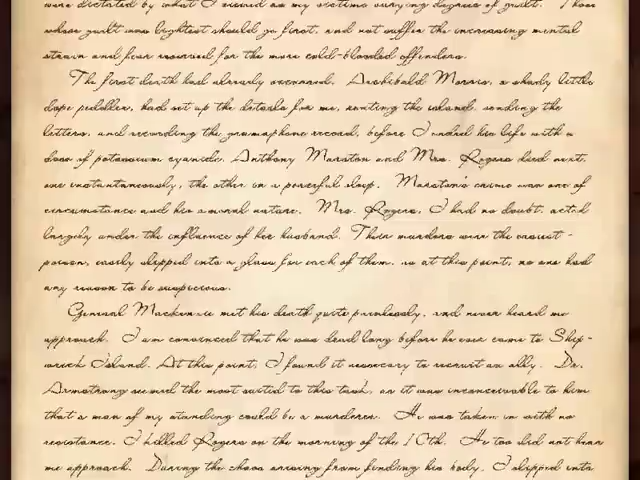 were dictated by what I viewed as my victims varying degrees of guilt. Those
whose guilt was lightest should go first, and not suffer the increasing mental
strain and fear reserved for the more cold-blooded offenders.
The first death had already occurred. Archibald Morris, a shady little
dope peddler, had set up the details for me, renting the island, sending the
letters, and recording the gramophone record, before I ended his life with a
dose of potassium cyanide. Anthony Marston and Mrs. Rogers died next,
one instantaneously, the other in a peaceful sleep. Marston's crime was one of
circumstance and his amoral nature. Mrs. Rogers, I had no doubt, acted
largely under the influence of her husband. Their murders were the easiest -
poison, easily slipped into a glass for each of them, as at this point, no one had
any reason to be suspicious.
General Mackenzie met his death quite painlessly, and never heard me
approach. I am convinced that he was dead long before he ever came to Ship-
wreck Island. At this point, I found it necessary to recruit an ally. Dr.
Armstrong seemed the most suited to this task, as it was inconceivable to him
that a man of my standing could be a murderer. He was taken in with no
resistance. I killed Rogers on the morning of the 10th. He too did not hear
me approach. During the chaos arising from finding his body, I slipped into